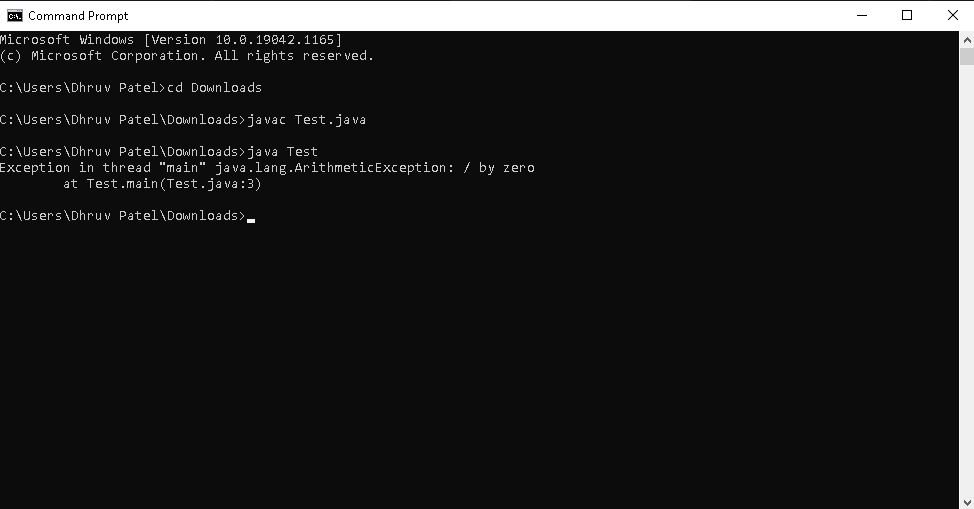 Command Prompt
Microsoft Windows [Version 10.0.19042.1165]
(c) Microsoft Corporation. All rights reserved.
C:\Users\Dhruv Patel>cd Downloads
C:\Users\Dhruv Patel\Downloads>javac Test.java
C:\Users\Dhruv Patel\Downloads>java Test
Exception in thread "main" java.lang.ArithmeticException: / by zero
        at Test.main(Test.java:3)
C:\Users\Dhruv Patel\Downloads>